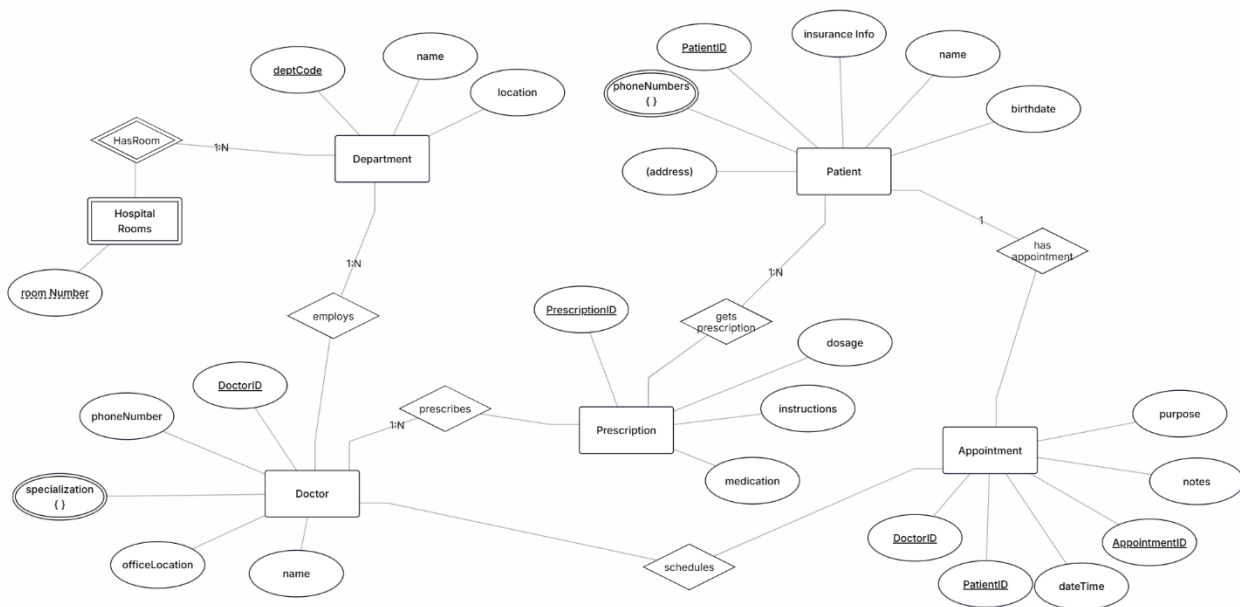 insurance Info
PatientID
name
name
deptCode
location
phoneNumbers
{ }
birthdate
HasRoom
1:N
Department
(address)
Patient
Hospital
Rooms
1
has
appointment
1:N
1:N
room Number
employs
PrescriptionID
gets
prescription
dosage
DoctorID
phoneNumber
prescribes
1:N
instructions
Prescription
purpose
Appointment
specialization
{ }
Doctor
medication
notes
DoctorID
AppointmentID
officeLocation
name
schedules
PatientID
dateTime